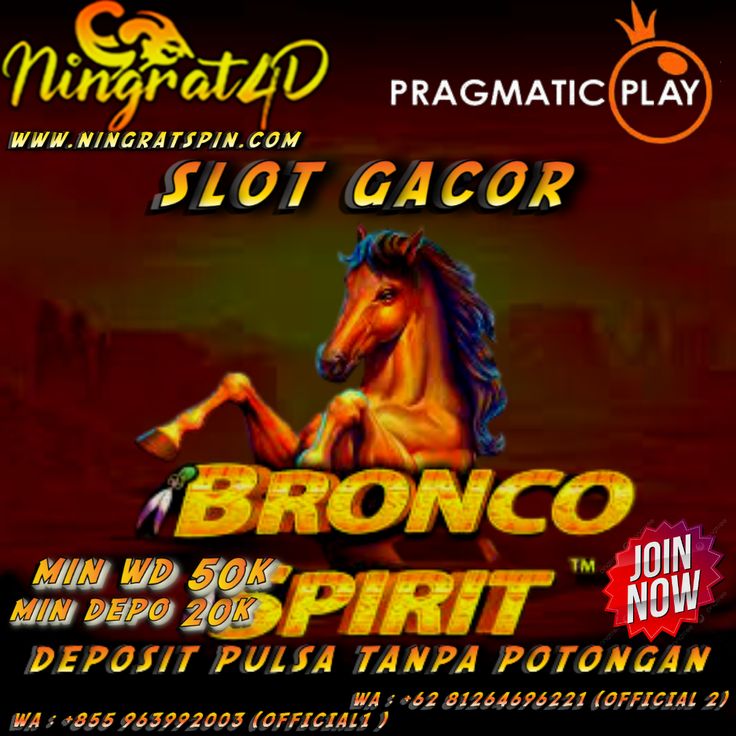 Ningrat4D
PRAGMATIC PLAY
WWW.NINGRATSPIN.COM
SLOT GACOR
BRONCO
SPIRIT™
MIN WD 50K
MIN DEPO 20K
JOIN
NOW
DEPOSIT PULSA TANPA POTONGAN
WA : +62 81264696221 (OFFICIAL 2)
WA : +855 963992003 (OFFICIAL1 )